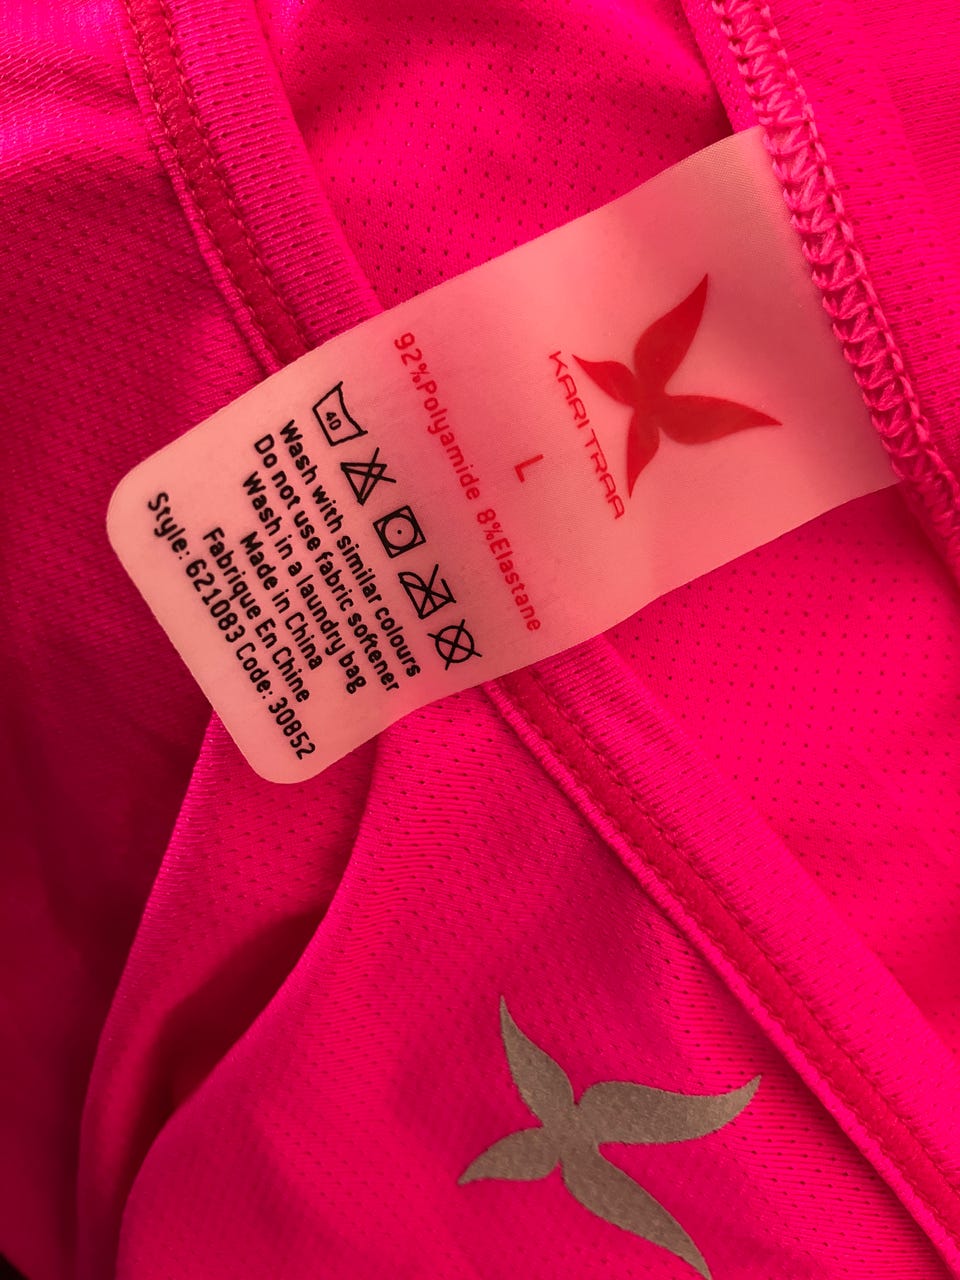 KARI TRAA
L
92%Polyamide 8%Elastane
40
Wash with similar colours
Do not use fabric softener
Wash in a laundry bag
Made in China
Fabrique En Chine
Style: 621083 Code: 30852